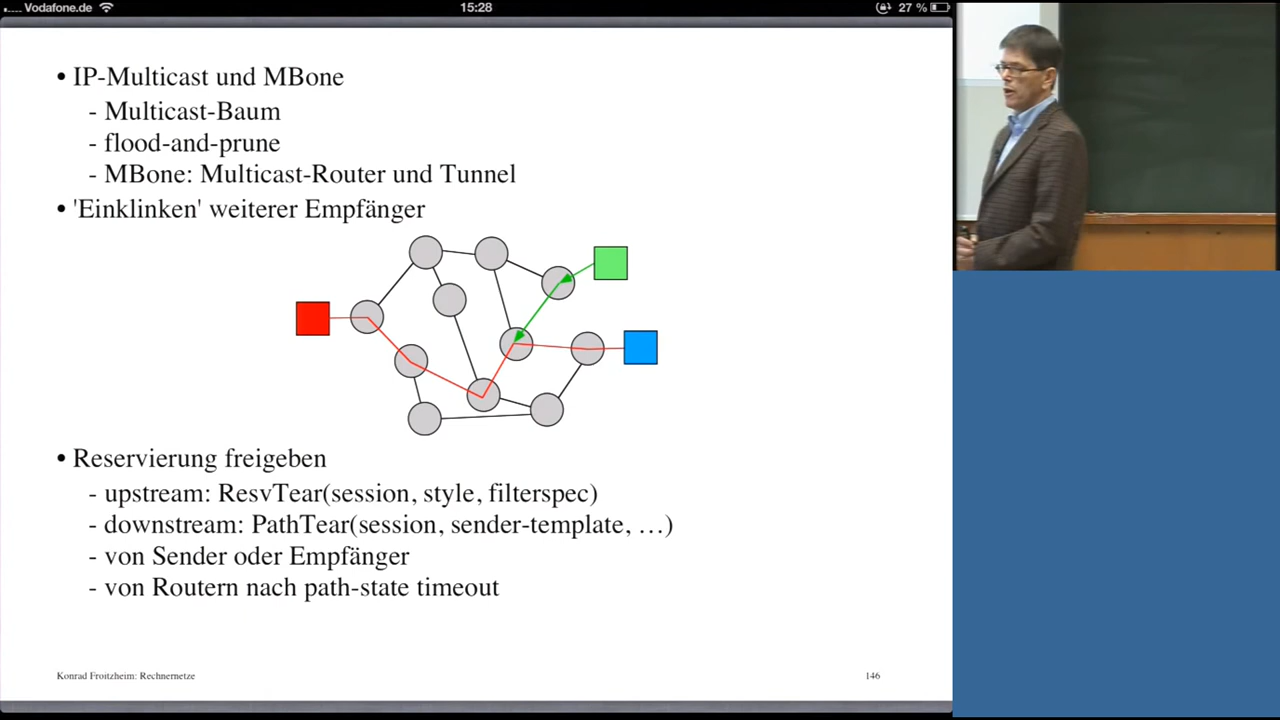 Vodafone.de 15:28 27 %
• IP-Multicast und MBone
- Multicast-Baum
- flood-and-prune
- MBone: Multicast-Router und Tunnel
• 'Einklinken' weiterer Empfänger
• Reservierung freigeben
- upstream: ResvTear(session, style, filterspec)
- downstream: PathTear(session, sender-template, …)
- von Sender oder Empfänger
- von Routern nach path-state timeout
Konrad Froitzheim: Rechnernetze 146